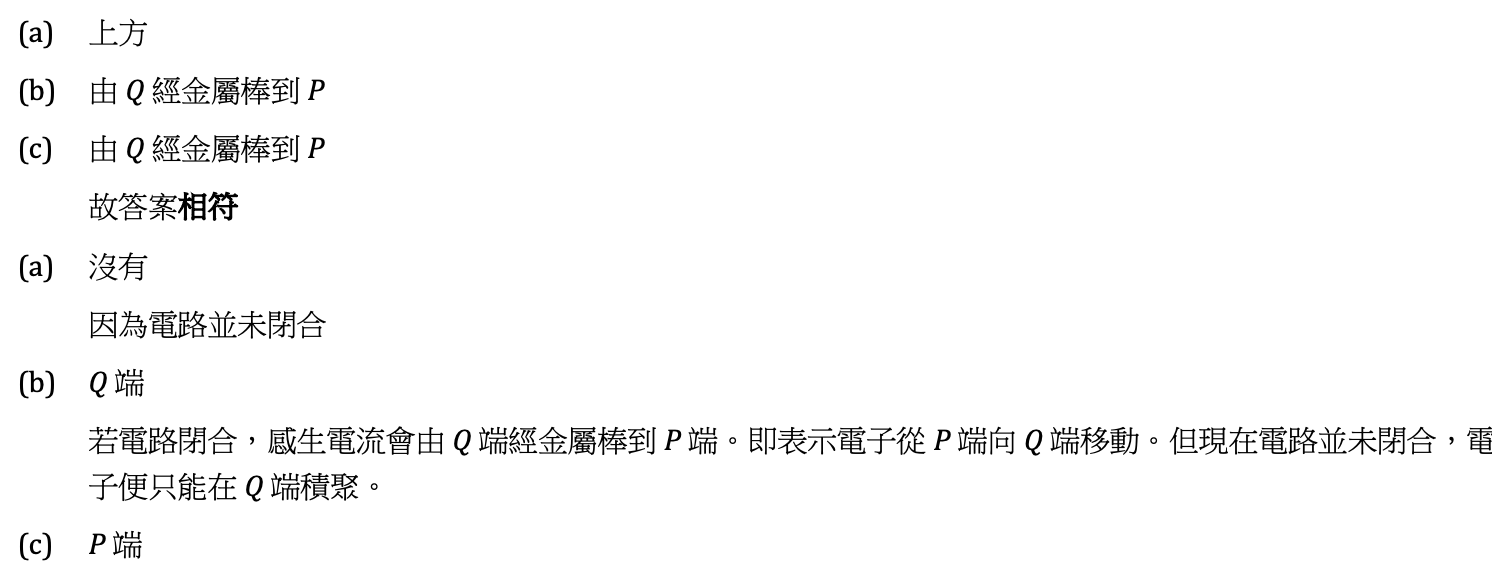 (a) 上方
(b) 由 Q 經金屬棒到 P
(c) 由 Q 經金屬棒到 P
故答案相符
(a) 沒有
因為電路並未閉合
(b) Q 端
若電路閉合，感生電流會由 Q 端經金屬棒到 P 端。即表示電子從 P 端向 Q 端移動。但現在電路並未閉合，電
子便只能在 Q 端積聚。
(c) P 端